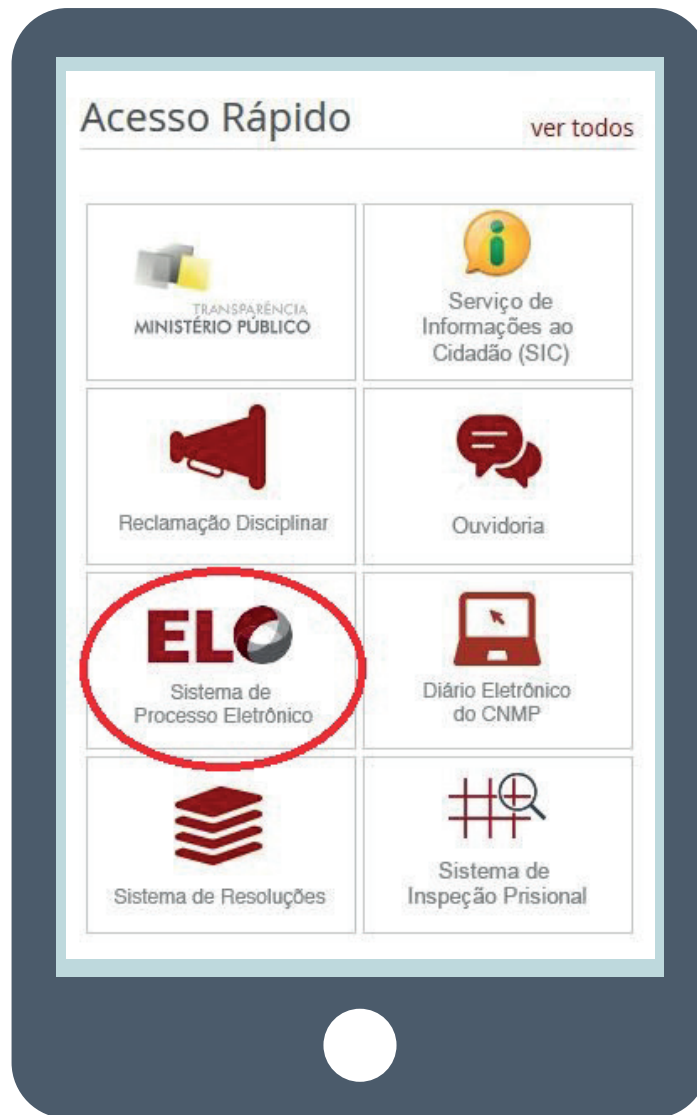 Acesso Rápido
ver todos
TRANSPARÊNCIA
MINISTÉRIO PÚBLICO
Serviço de
Informações ao
Cidadão (SIC)
Reclamação Disciplinar
Ouvidoria
ELO
Sistema de
Processo Eletrônico
Diário Eletrônico
do CNMP
Sistema de Resoluções
Sistema de
Inspeção Prisional